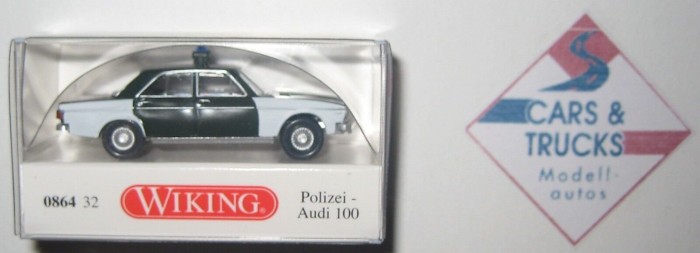 0864 32
WIKING®
Polizei -
Audi 100
CARS &
TRUCKS
Modell-
autos